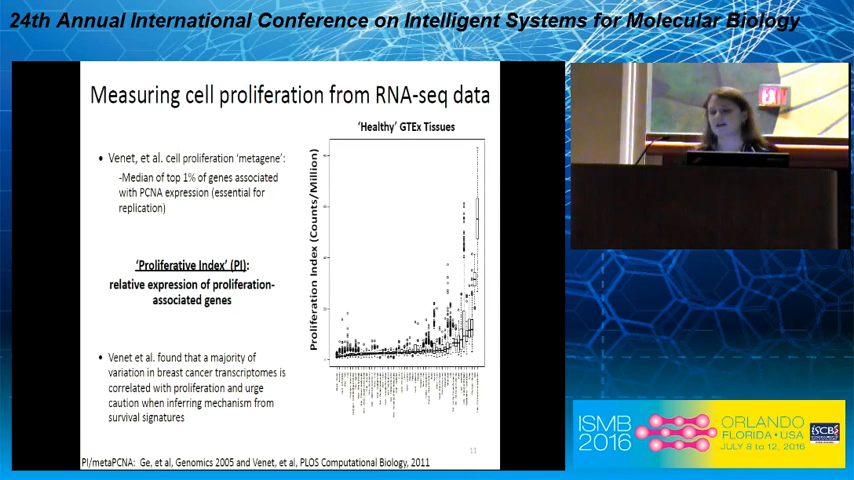 24th Annual International Conference on Intelligent Systems for Molecular Biology
Measuring cell proliferation from RNA-seq data
'Healthy' GTEx Tissues
• Venet, et al. cell proliferation 'metagene':
-Median of top 1% of genes associated
with PCNA expression (essential for
replication)
'Proliferative Index' (PI):
relative expression of proliferation-
associated genes
• Venet et al. found that a majority of
variation in breast cancer transcriptomes is
correlated with proliferation and urge
caution when inferring mechanism from
survival signatures
Proliferation Index (Counts/Million)
11
PI/metaPCNA: Ge, et al, Genomics 2005 and Venet, et al, PLOS Computational Biology, 2011
ISMB
2016
ORLANDO
FLORIDA • USA
JULY 8 to 12, 2016
ISCB